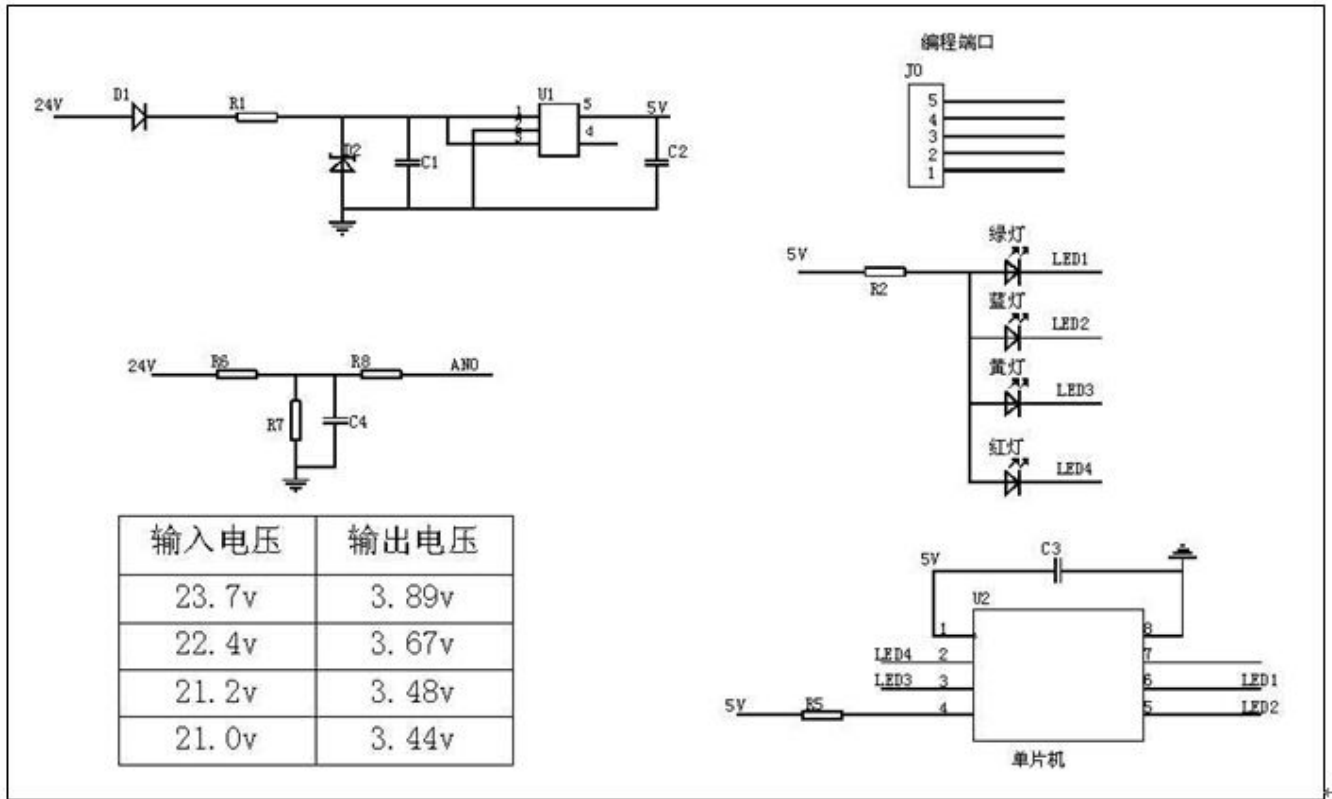 编程端口
J0
5
4
3
2
1
24V
D1
R1
D2
C1
U1
1
2
3
5
4
5V
C2
5V
R2
绿灯
LED1
蓝灯
LED2
黄灯
LED3
红灯
LED4
24V
R6
R8
AN0
R7
C4
输入电压 输出电压
23.7v 3.89v
22.4v 3.67v
21.2v 3.48v
21.0v 3.44v
5V
C3
U2
1
8
LED4 2
7
LED3 3
6 LED1
5V
R5
4
5 LED2
单片机